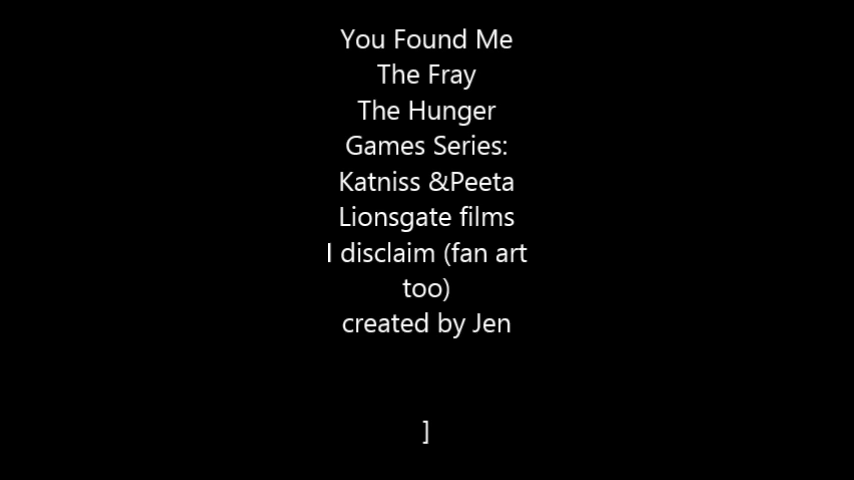 You Found Me
The Fray
The Hunger
Games Series:
Katniss &Peeta
Lionsgate films
I disclaim (fan art
too)
created by Jen
]